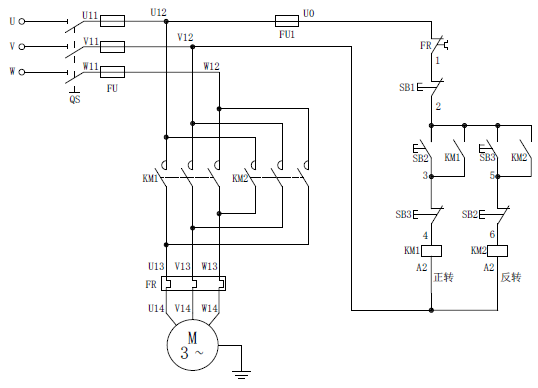 U
U11
U12
U0
FU1
V
V11
V12
W
W11
W12
QS
FU
FR
1
SB1
2
KM1
KM2
SB2
KM1
SB3
KM2
3
5
SB3
SB2
4
6
KM1
KM2
A2
正转
A2
反转
U13
V13
W13
FR
U14
V14
W14
M
3 ~